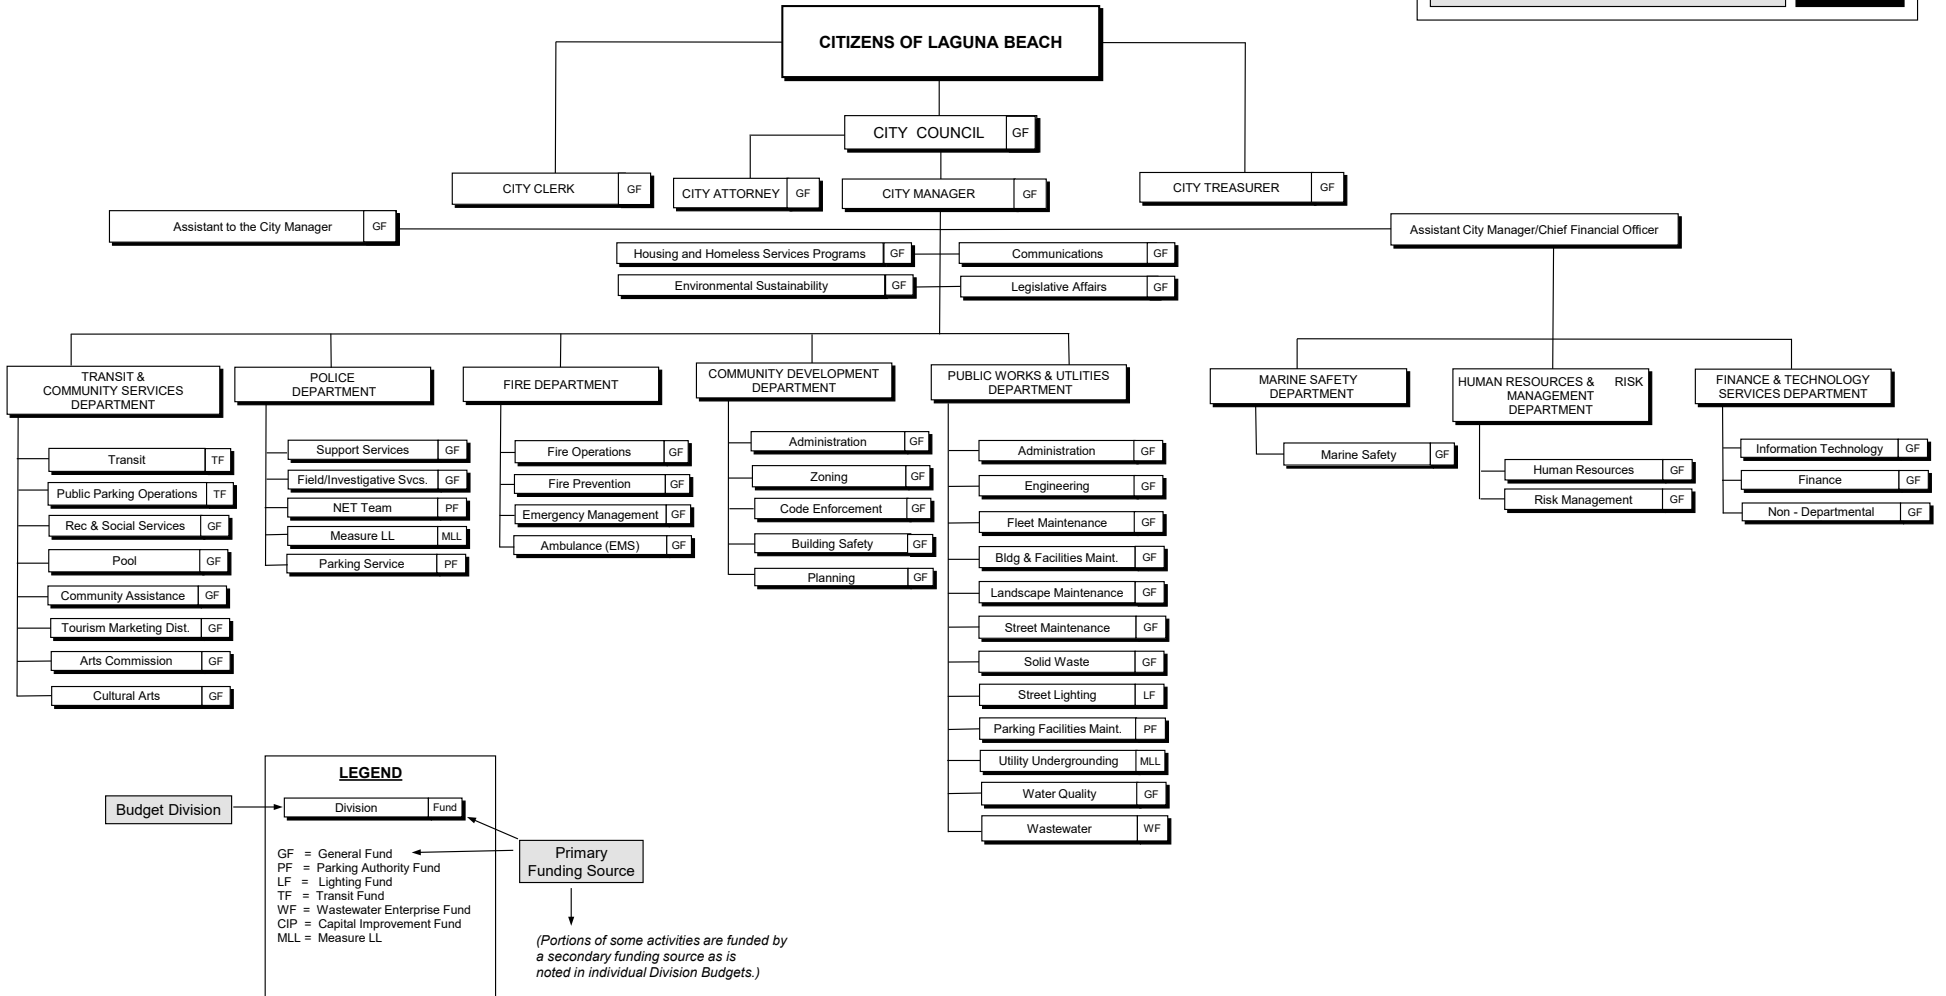 CITIZENS OF LAGUNA BEACH
CITY COUNCIL GF
CITY CLERK GF
CITY ATTORNEY GF
CITY MANAGER GF
CITY TREASURER GF
Assistant to the City Manager GF
Assistant City Manager/Chief Financial Officer
Housing and Homeless Services Programs GF
Communications GF
Environmental Sustainability GF
Legislative Affairs GF
TRANSIT &
COMMUNITY SERVICES
DEPARTMENT
Transit TF
Public Parking Operations TF
Rec & Social Services GF
Pool GF
Community Assistance GF
Tourism Marketing Dist. GF
Arts Commission GF
Cultural Arts GF
POLICE
DEPARTMENT
Support Services GF
Field/Investigative Svcs. GF
NET Team PF
Measure LL MLL
Parking Service PF
FIRE DEPARTMENT
Fire Operations GF
Fire Prevention GF
Emergency Management GF
Ambulance (EMS) GF
COMMUNITY DEVELOPMENT
DEPARTMENT
Administration GF
Zoning GF
Code Enforcement GF
Building Safety GF
Planning GF
PUBLIC WORKS & UTLITIES
DEPARTMENT
Administration GF
Engineering GF
Fleet Maintenance GF
Bldg & Facilities Maint. GF
Landscape Maintenance GF
Street Maintenance GF
Solid Waste GF
Street Lighting LF
Parking Facilities Maint. PF
Utility Undergrounding MLL
Water Quality GF
Wastewater WF
MARINE SAFETY
DEPARTMENT
Marine Safety GF
HUMAN RESOURCES & RISK
MANAGEMENT
DEPARTMENT
Human Resources GF
Risk Management GF
FINANCE & TECHNOLOGY
SERVICES DEPARTMENT
Information Technology GF
Finance GF
Non - Departmental GF
LEGEND
Budget Division
Division Fund
GF = General Fund
PF = Parking Authority Fund
LF = Lighting Fund
TF = Transit Fund
WF = Wastewater Enterprise Fund
CIP = Capital Improvement Fund
MLL = Measure LL
Primary
Funding Source
(Portions of some activities are funded by
a secondary funding source as is
noted in individual Division Budgets.)